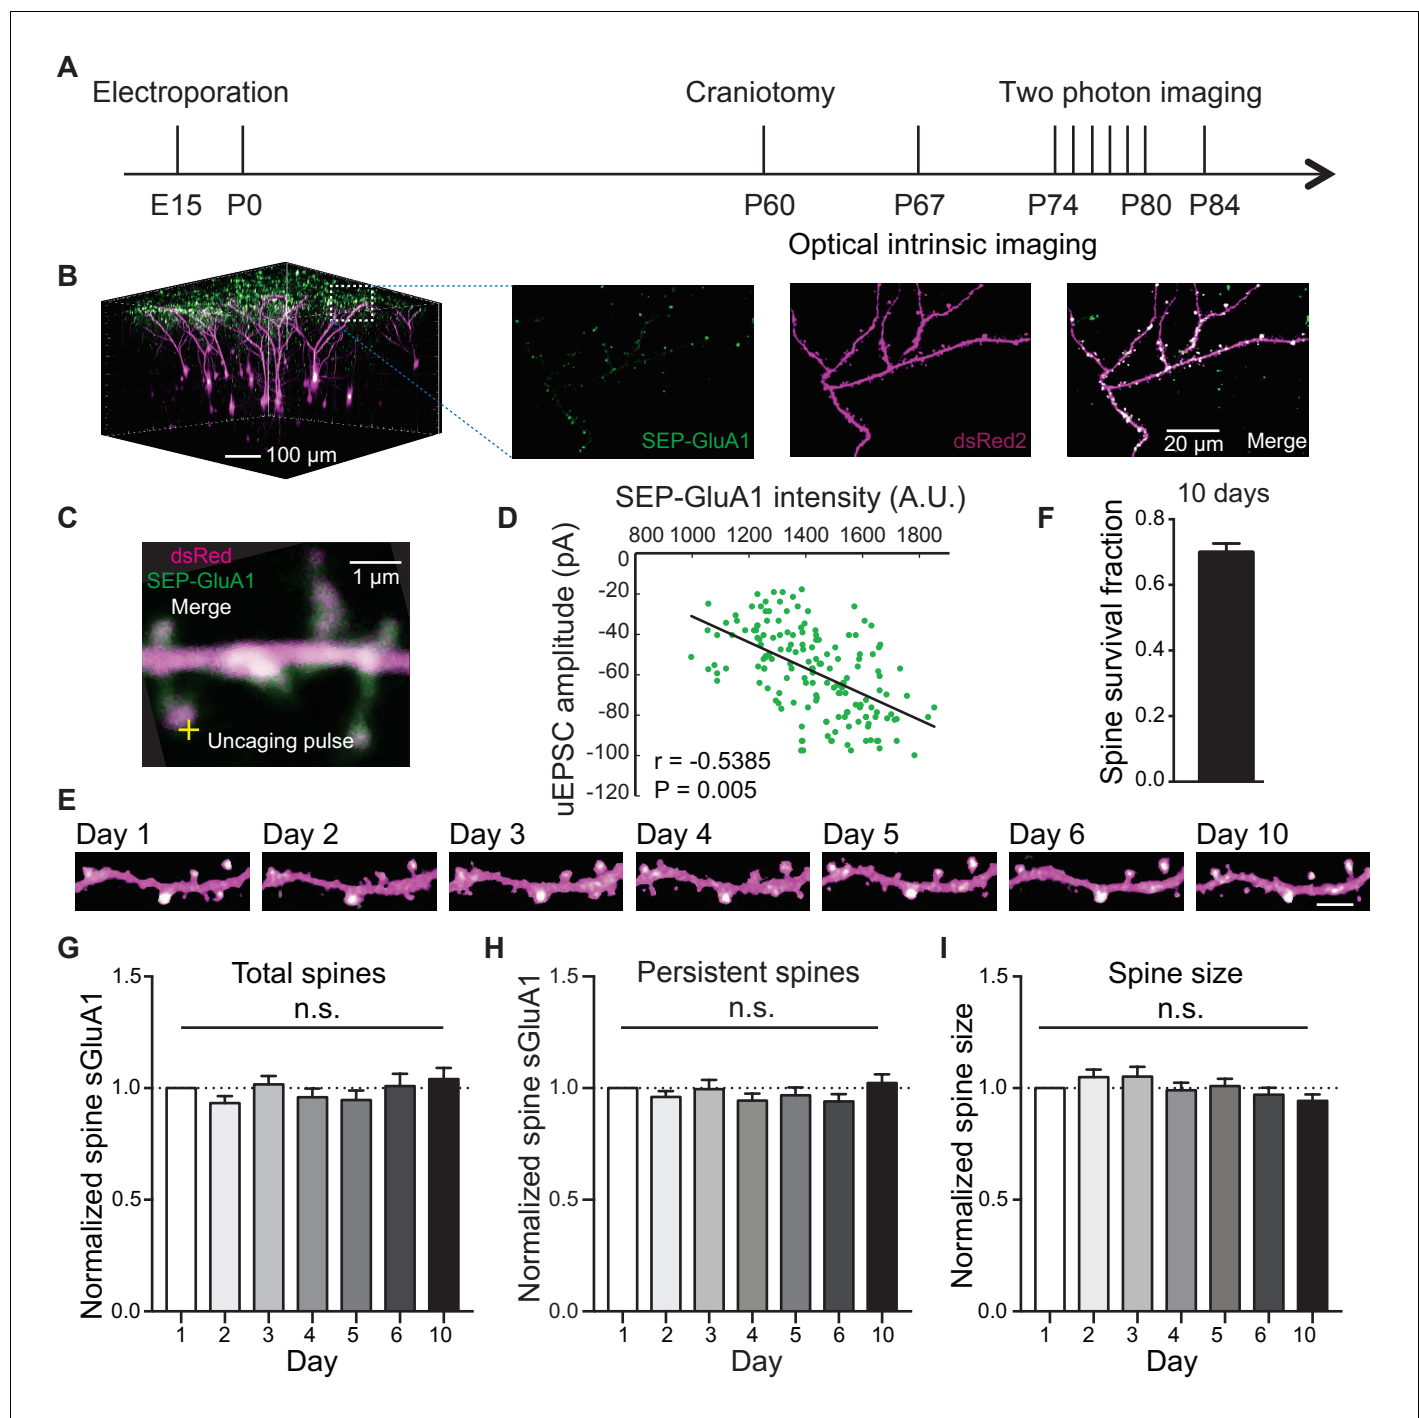 A
Electroporation
Craniotomy
Two photon imaging
E15
P0
P60
P67
P74
P80
P84
Optical intrinsic imaging
B
100 µm
SEP-GluA1
dsRed2
20 µm
Merge
C
dsRed
SEP-GluA1
Merge
1 µm
Uncaging pulse
D
SEP-GluA1 intensity (A.U.)
800 1000 1200 1400 1600 1800
uEPSC amplitude (pA)
0
-20
-40
-60
-80
-100
-120
r = -0.5385
P = 0.005
F
10 days
Spine survival fraction
0.8
0.6
0.4
0.2
0.0
E
Day 1
Day 2
Day 3
Day 4
Day 5
Day 6
Day 10
G
Total spines
n.s.
Normalized spine sGluA1
1.5
1.0
0.5
0.0
1 2 3 4 5 6 10
Day
H
Persistent spines
n.s.
Normalized spine sGluA1
1.5
1.0
0.5
0.0
1 2 3 4 5 6 10
Day
I
Spine size
n.s.
Normalized spine size
1.5
1.0
0.5
0.0
1 2 3 4 5 6 10
Day